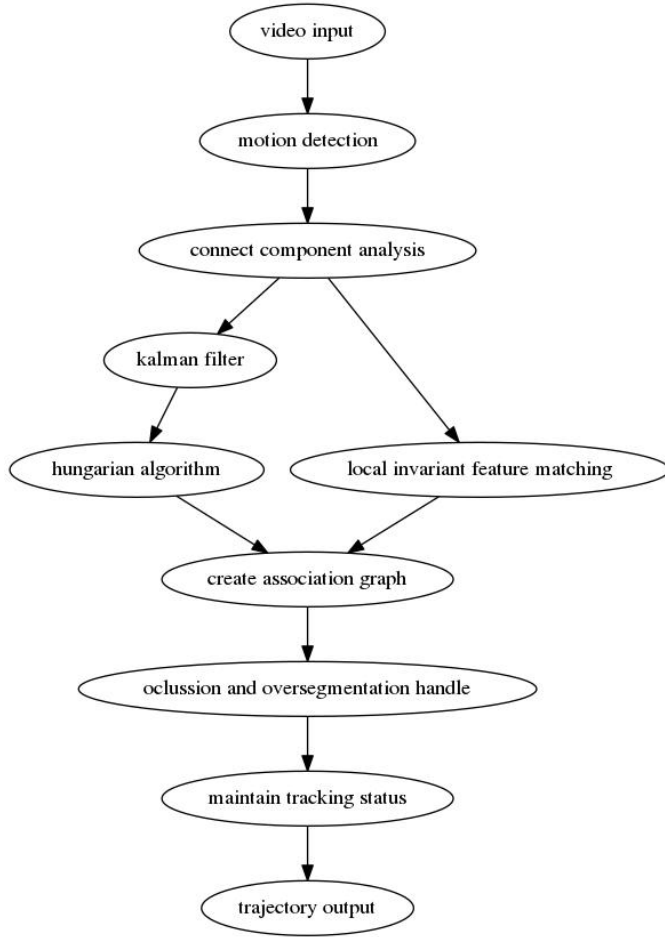 video input
motion detection
connect component analysis
kalman filter
hungarian algorithm
local invariant feature matching
create association graph
oclussion and oversegmentation handle
maintain tracking status
trajectory output